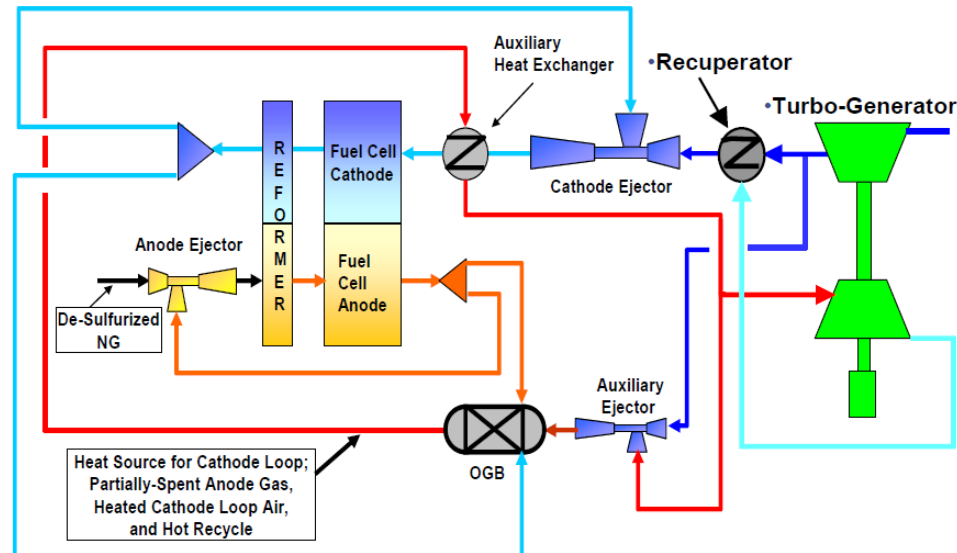 Auxiliary
Heat Exchanger
•Recuperator
•Turbo-Generator
REFORMER
Fuel Cell
Cathode
Cathode Ejector
Anode Ejector
Fuel
Cell
Anode
De-Sulfurized
NG
Auxiliary
Ejector
OGB
Heat Source for Cathode Loop;
Partially-Spent Anode Gas,
Heated Cathode Loop Air,
and Hot Recycle